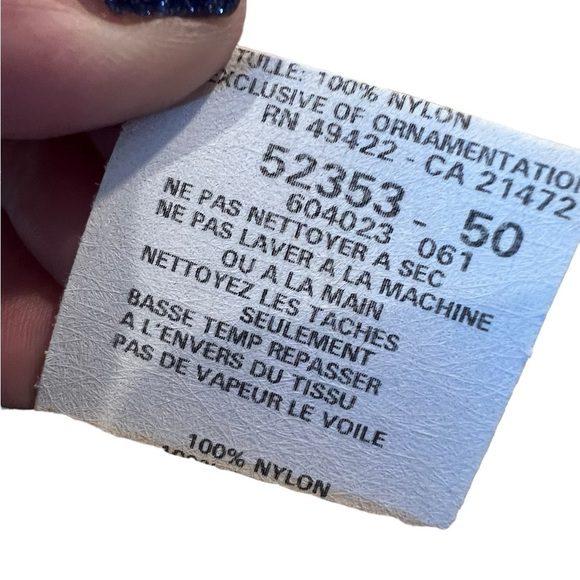 TULLE: 100% NYLON
EXCLUSIVE OF ORNAMENTATION
RN 49422 - CA 21472
52353 - 50
604023 061
NE PAS NETTOYER A SEC
NE PAS LAVER A LA MACHINE
OU A LA MAIN
NETTOYEZ LES TACHES
SEULEMENT
BASSE TEMP REPASSER
A L'ENVERS DU TISSU
PAS DE VAPEUR LE VOILE
100% NYLON
100%